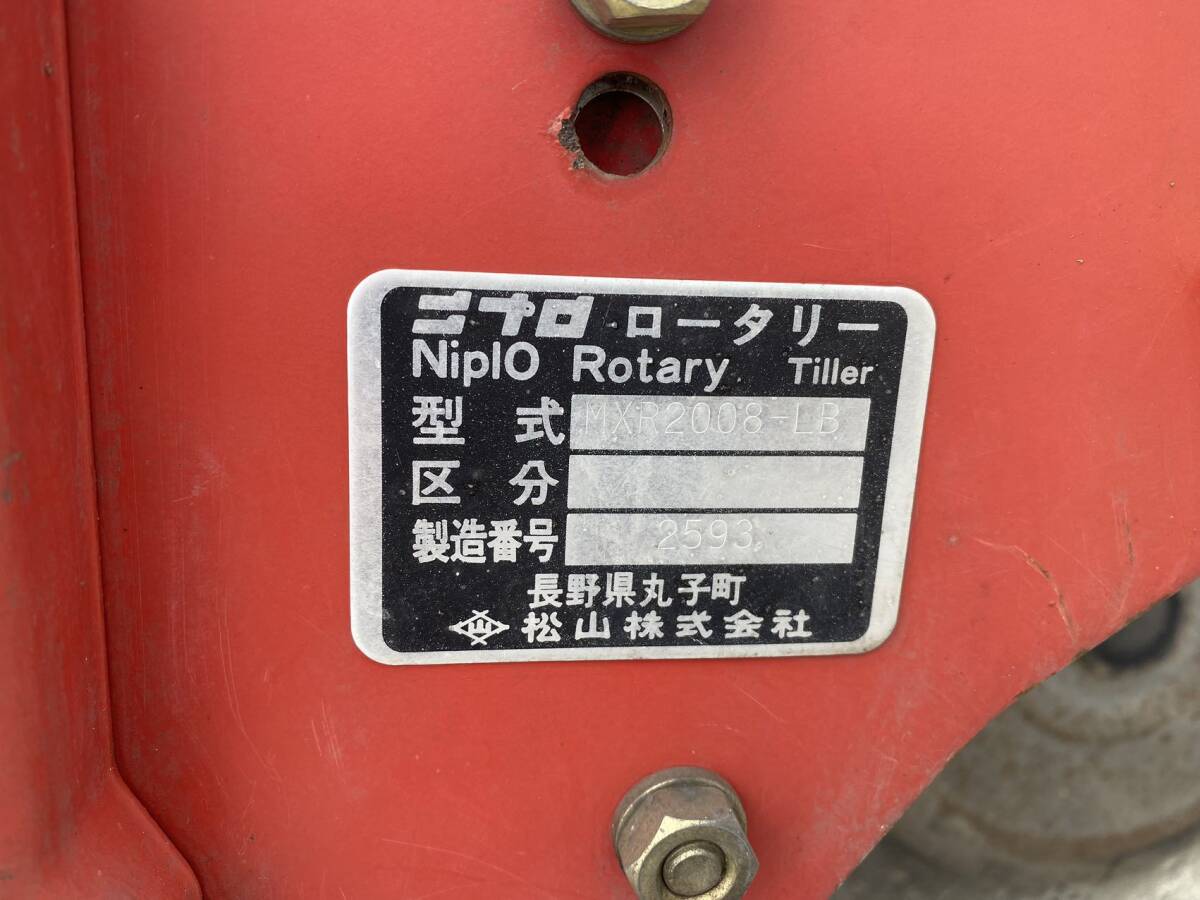 ニプロ ロータリー
NiplO Rotary Tiller
型式 MXR2008-LB
区分
製造番号 2593
長野県丸子町
松山株式会社